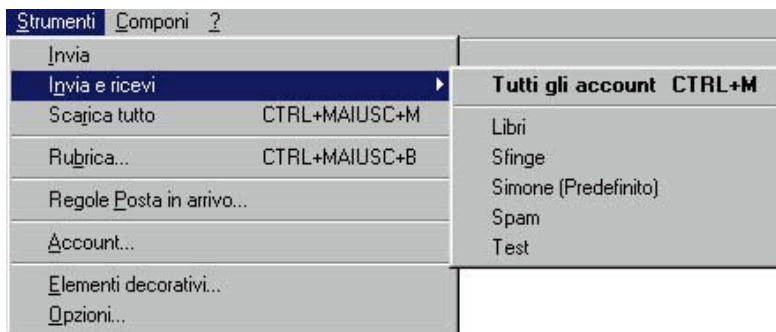 Strumenti Componi ?
Invia
Invia e ricevi
Scarica tutto CTRL+MAIUSC+M
Rubrica... CTRL+MAIUSC+B
Regole Posta in arrivo...
Account...
Elementi decorativi...
Opzioni...
Tutti gli account CTRL+M
Libri
Sfinge
Simone (Predefinito)
Spam
Test